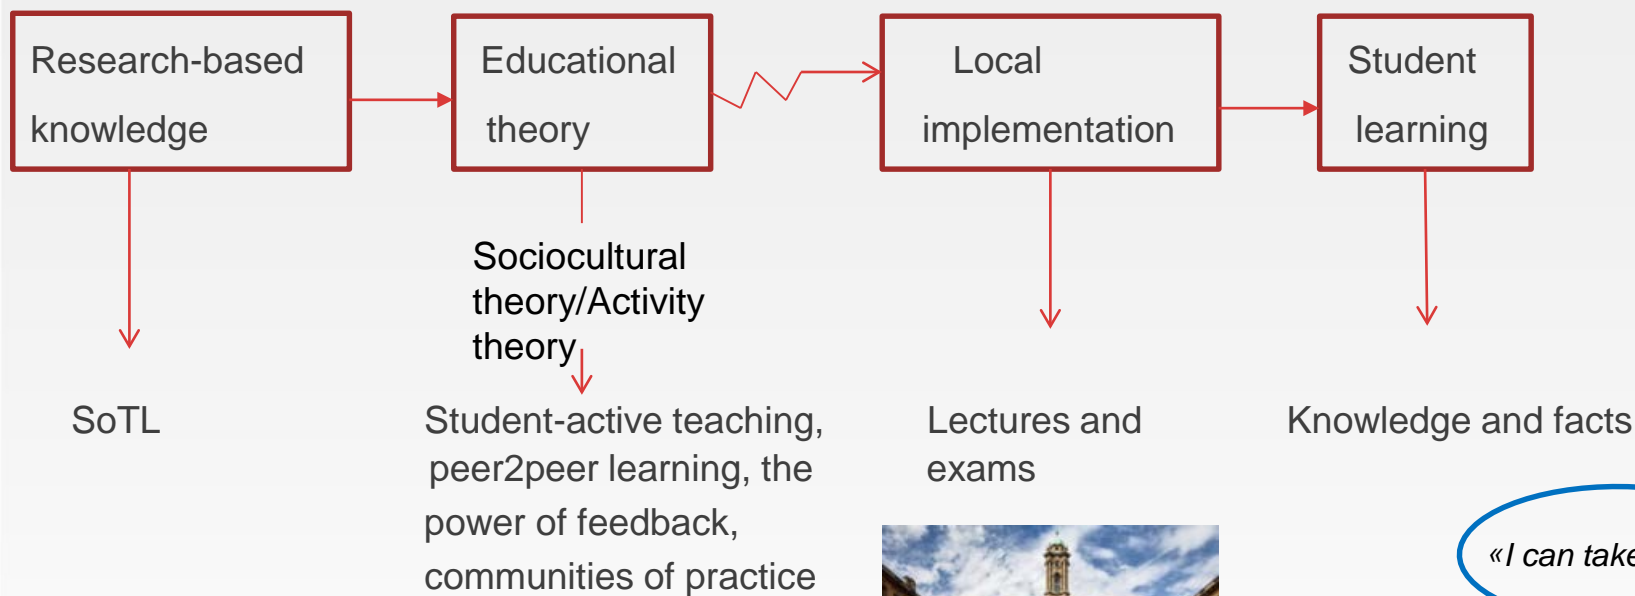 Research-based
knowledge
Educational
theory
Local
implementation
Student
learning
Sociocultural
theory/Activity
theory
SoTL
Student-active teaching,
peer2peer learning, the
power of feedback,
communities of practice
Lectures and
exams
Knowledge and facts
«I can take